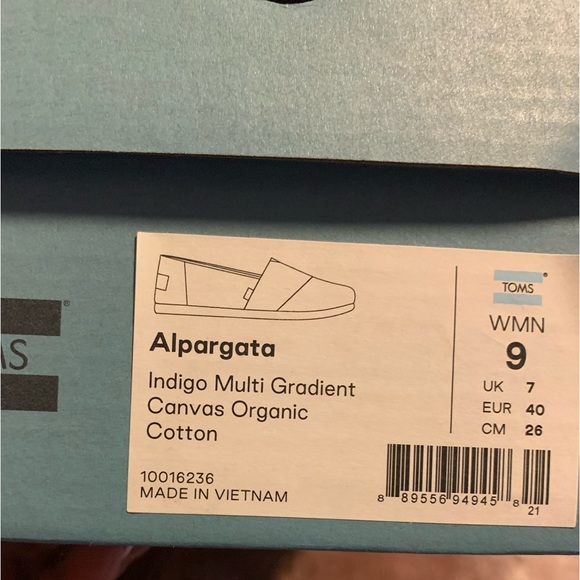 Alpargata
Indigo Multi Gradient
Canvas Organic
Cotton
10016236
MADE IN VIETNAM
TOMS®
WMN
9
UK 7
EUR 40
CM 26
8 89556 94945 8
21
®
MS